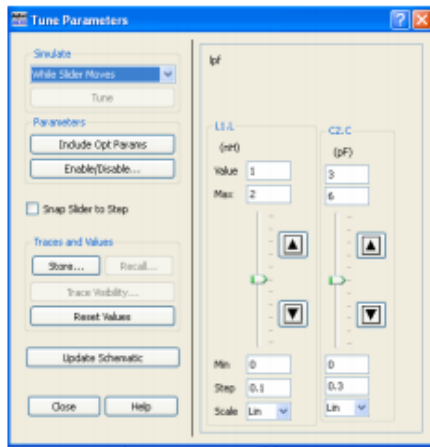 Tune Parameters
Simulate
While Slider Moves
Tune
Parameters
Include Opt Params
Enable/Disable...
Snap Slider to Step
Traces and Values
Store... Recall...
Trace Visibility...
Reset Values
Update Schematic
Close Help
lpf
L1.L C2.C
(nH) (pF)
Value 1 3
Max 2 6
Min 0 0
Step 0.1 0.3
Scale Lin Lin